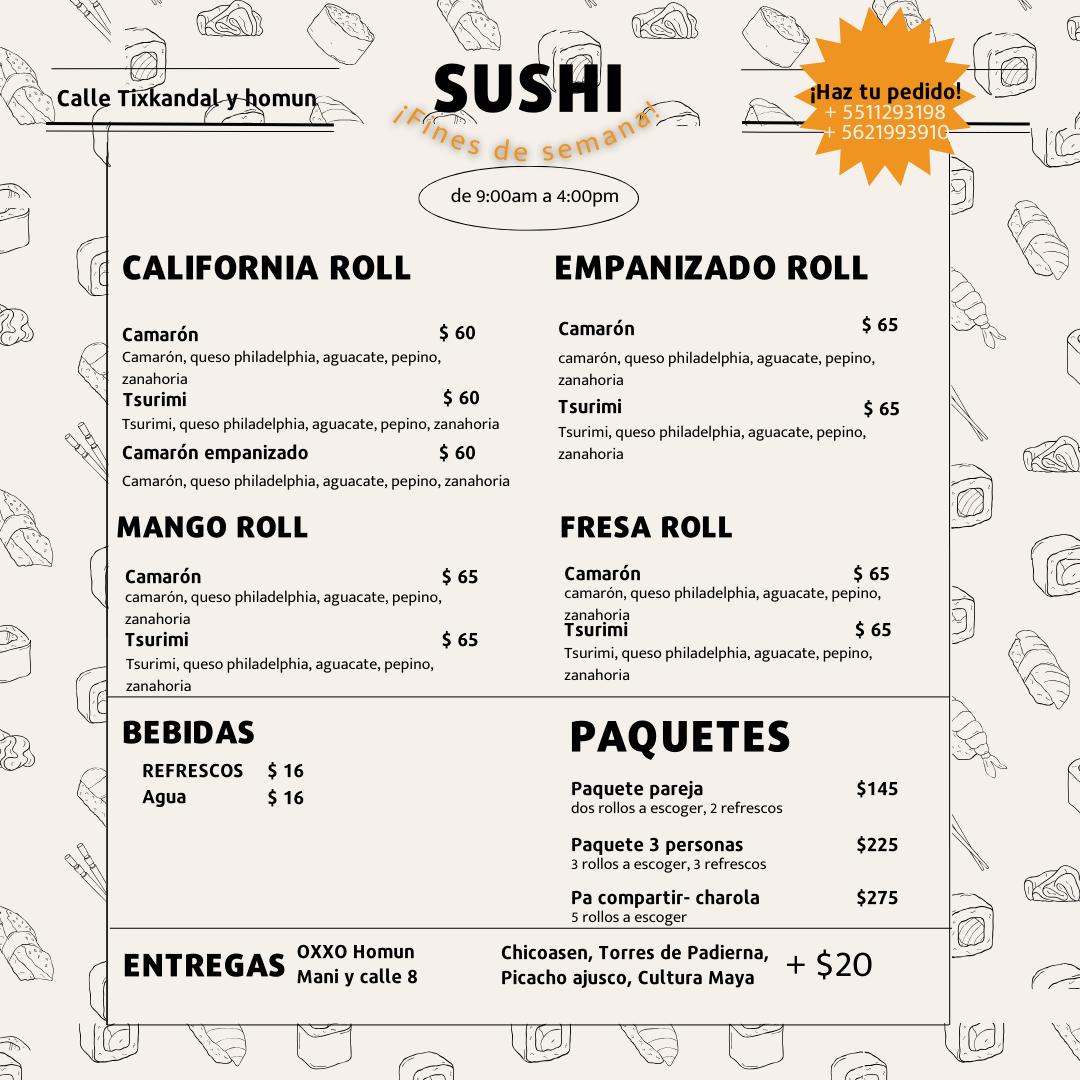 Calle Tixkandal y homun
SUSHI
¡Fines de semana!
¡Haz tu pedido!
+ 5511293198
+ 5621993910
de 9:00am a 4:00pm
CALIFORNIA ROLL
Camarón $ 60
Camarón, queso philadelphia, aguacate, pepino,
zanahoria
Tsurimi $ 60
Tsurimi, queso philadelphia, aguacate, pepino, zanahoria
Camarón empanizado $ 60
Camarón, queso philadelphia, aguacate, pepino, zanahoria
EMPANIZADO ROLL
Camarón $ 65
camarón, queso philadelphia, aguacate, pepino,
zanahoria
Tsurimi $ 65
Tsurimi, queso philadelphia, aguacate, pepino,
zanahoria
MANGO ROLL
Camarón $ 65
camarón, queso philadelphia, aguacate, pepino,
zanahoria
Tsurimi $ 65
Tsurimi, queso philadelphia, aguacate, pepino,
zanahoria
FRESA ROLL
Camarón $ 65
camarón, queso philadelphia, aguacate, pepino,
zanahoria
Tsurimi $ 65
Tsurimi, queso philadelphia, aguacate, pepino,
zanahoria
BEBIDAS
REFRESCOS $ 16
Agua $ 16
PAQUETES
Paquete pareja $145
dos rollos a escoger, 2 refrescos
Paquete 3 personas $225
3 rollos a escoger, 3 refrescos
Pa compartir- charola $275
5 rollos a escoger
ENTREGAS
OXXO Homun
Mani y calle 8
Chicoasen, Torres de Padierna,
Picacho ajusco, Cultura Maya
+ $20